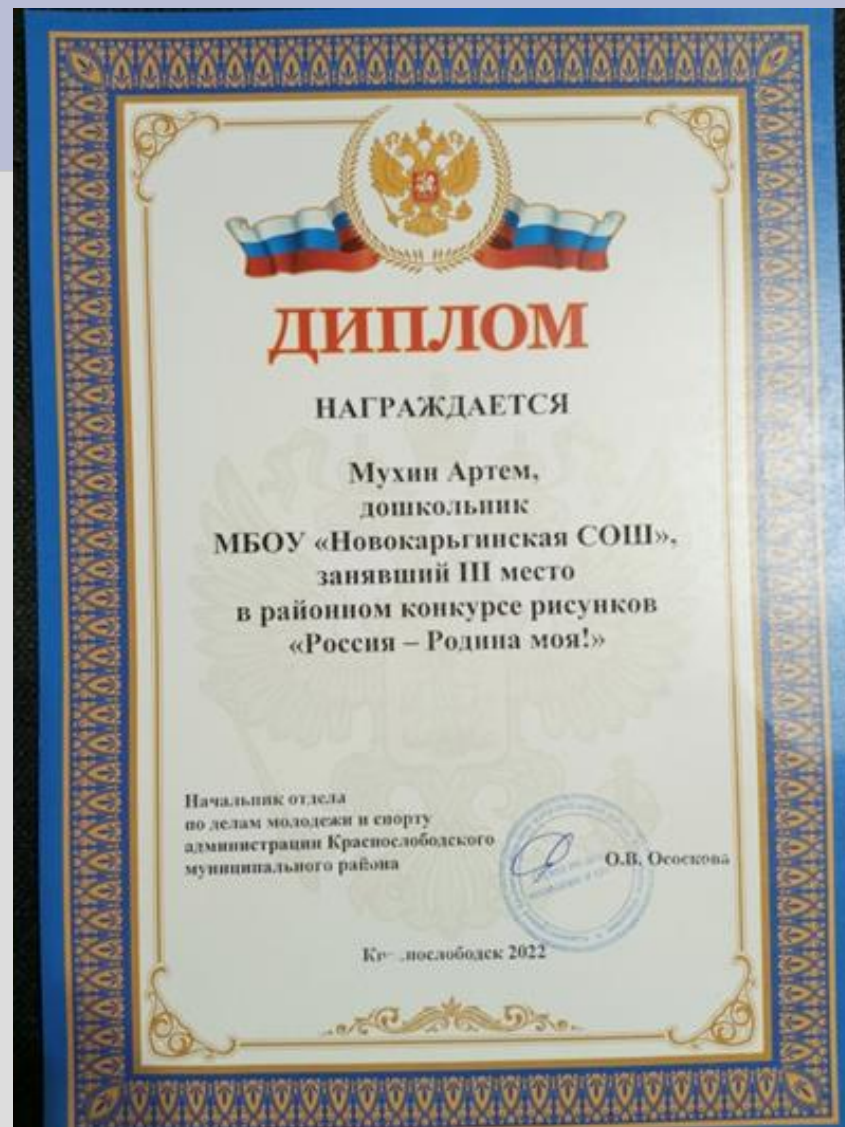 ДИПЛОМ
НАГРАЖДАЕТСЯ
Мухин Артем,
дошкольник
МБОУ «Новокарьгинская СОШ»,
занявший III место
в районном конкурсе рисунков
«Россия – Родина моя!»
Начальник отдела
по делам молодежи и спорту
администрации Краснослободского
муниципального района
О.В. Ососкова
Краснослободск 2022